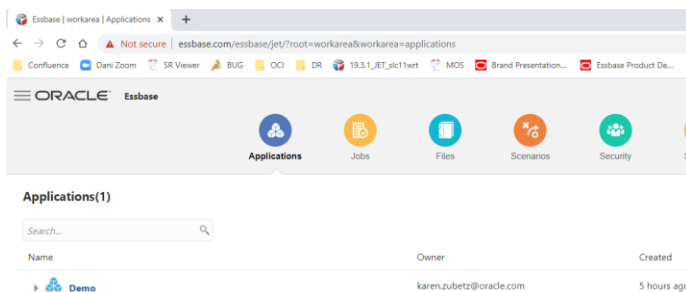 Essbase | workarea | Applications
Not secure | essbase.com/essbase/jet/?root=workarea&workarea=applications
Confluence Dani Zoom SR Viewer BUG OCI DR 19.3.1_JET_slc11wrt MOS Brand Presentation... Essbase Product De...
ORACLE Essbase
Applications Jobs Files Scenarios Security
Applications(1)
Search...
Name Owner Created
Demo karen.zubetz@oracle.com 5 hours ago